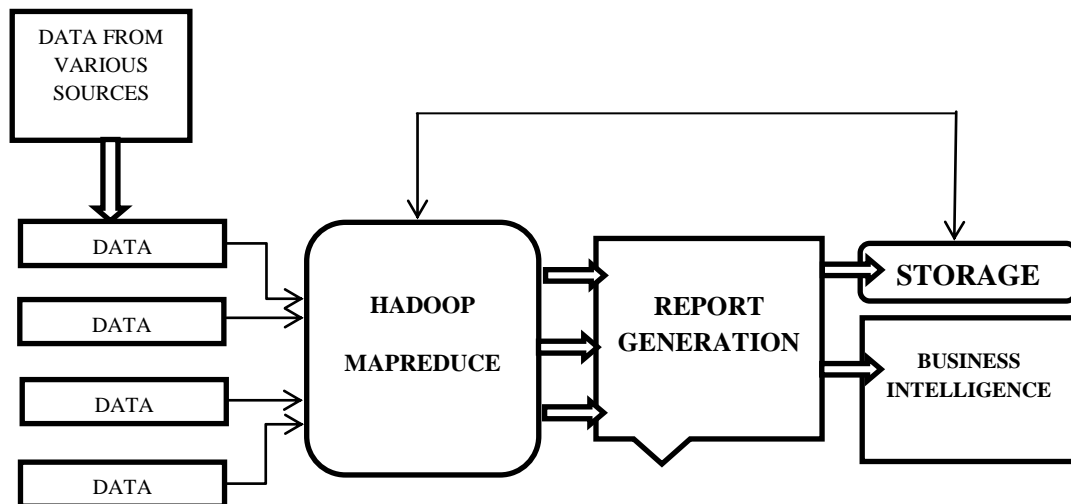 DATA FROM
VARIOUS
SOURCES
DATA
DATA
DATA
DATA
HADOOP
MAPREDUCE
REPORT
GENERATION
STORAGE
BUSINESS
INTELLIGENCE